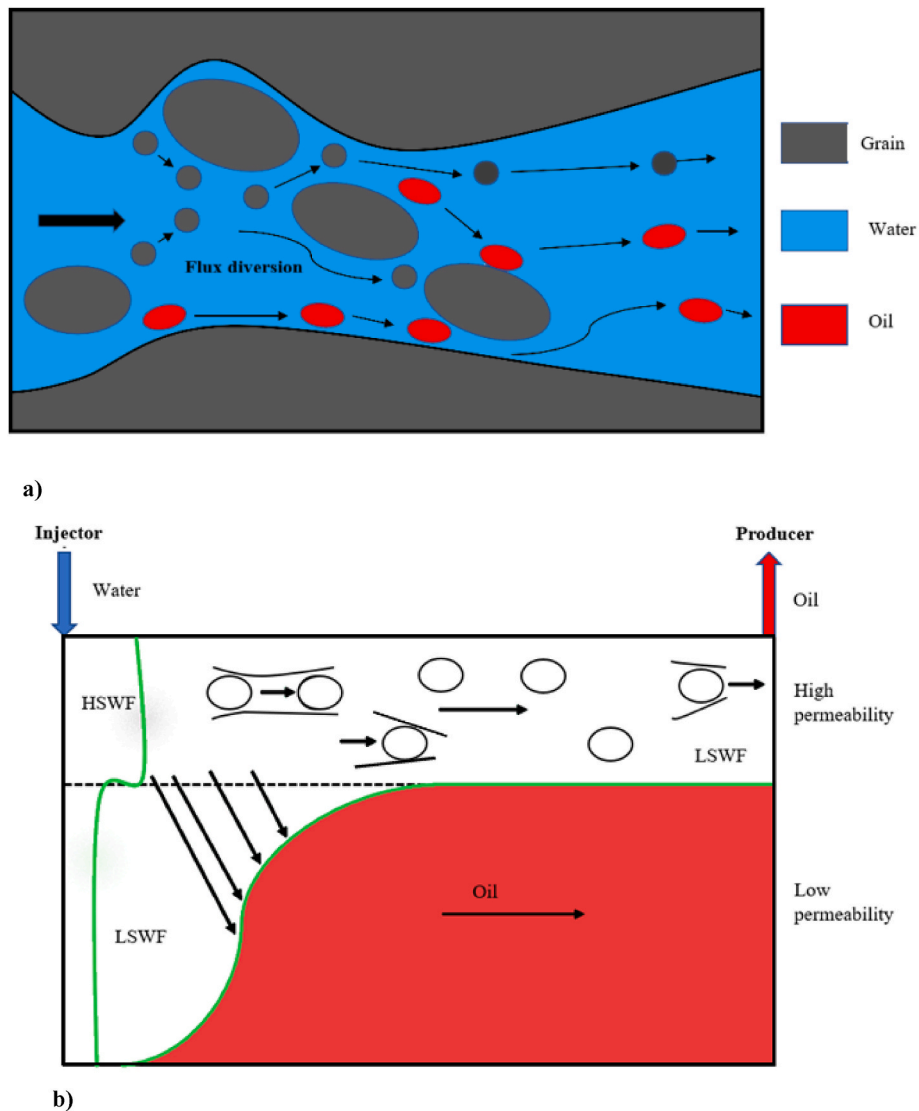 Grain
Water
Flux diversion
Oil
a)
Injector
Producer
Water
Oil
HSWF
High
permeability
LSWF
Oil
Low
permeability
LSWF
b)